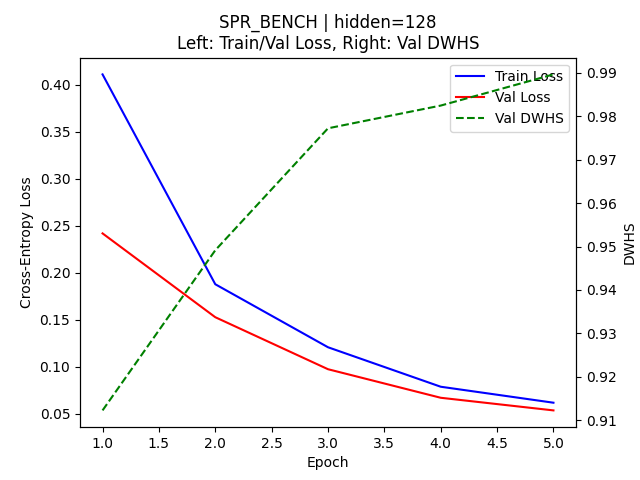 SPR_BENCH | hidden=128
Left: Train/Val Loss, Right: Val DWHS
Train Loss
Val Loss
Val DWHS
Cross-Entropy Loss
0.40
0.35
0.30
0.25
0.20
0.15
0.10
0.05
0.99
0.98
0.97
0.96
0.95
0.94
0.93
0.92
0.91
DWHS
1.0 1.5 2.0 2.5 3.0 3.5 4.0 4.5 5.0
Epoch